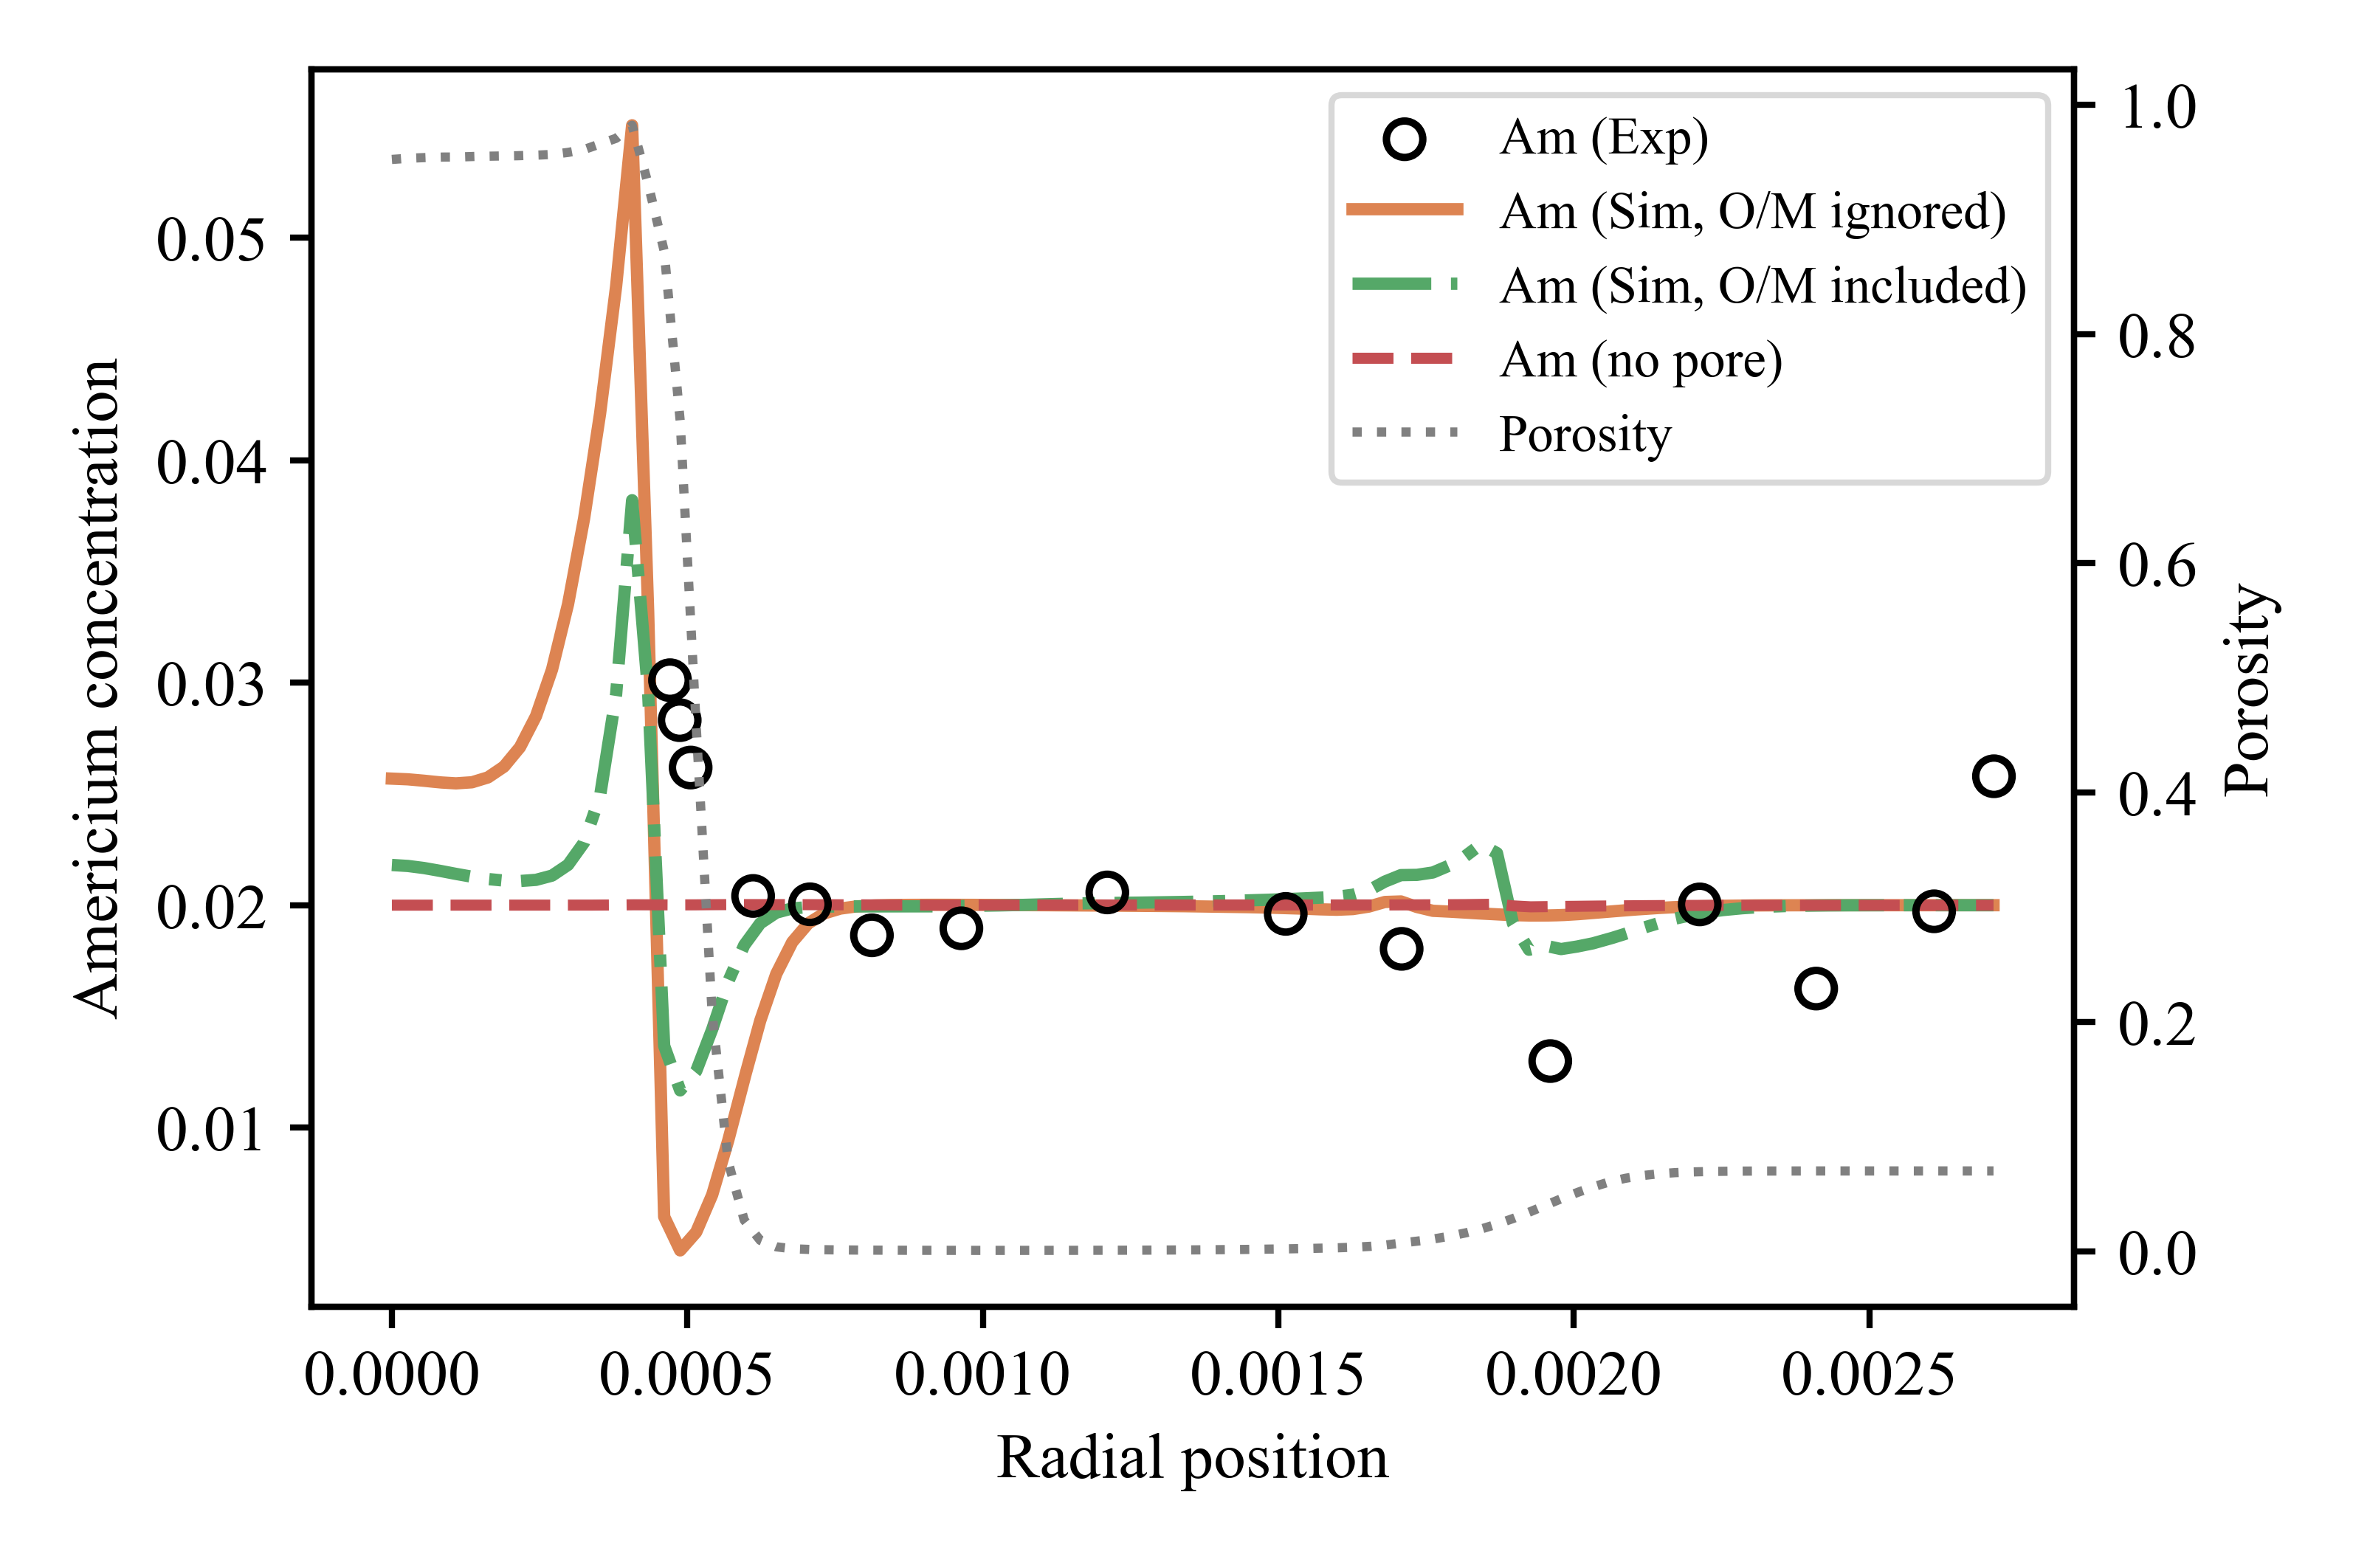 Am (Exp)
Am (Sim, O/M ignored)
Am (Sim, O/M included)
Am (no pore)
Porosity
Americium concentration
0.05
0.04
0.03
0.02
0.01
1.0
0.8
0.6
0.4
0.2
0.0
Porosity
0.0000 0.0005 0.0010 0.0015 0.0020 0.0025
Radial position